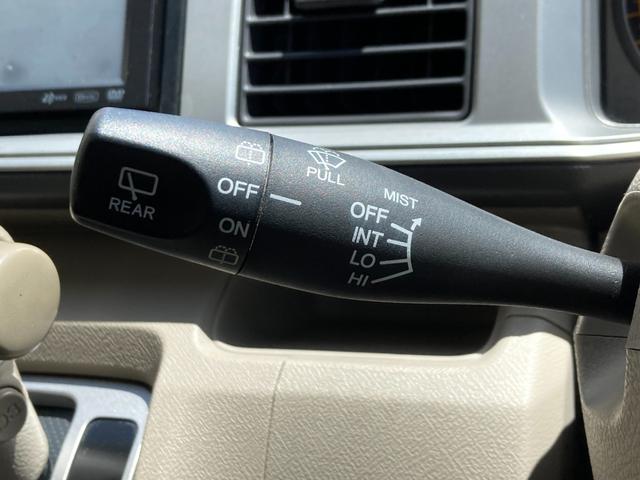 REAR
OFF
ON
PULL
MIST
OFF
INT
LO
HI